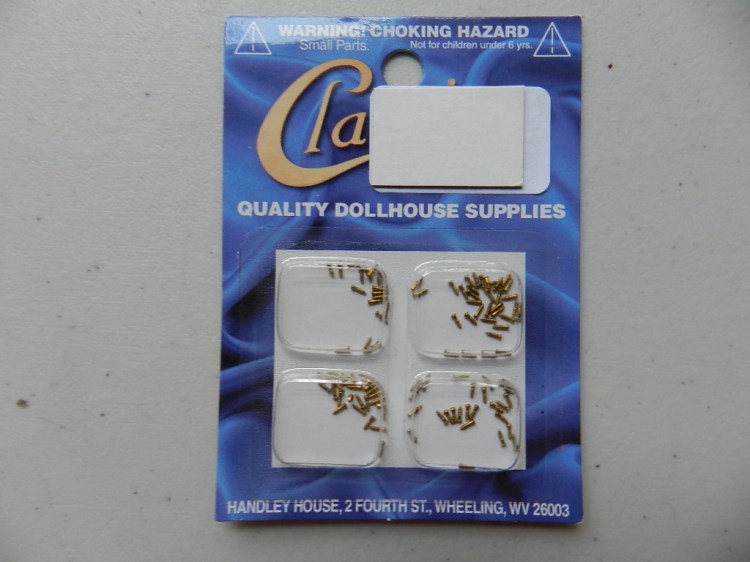 WARNING! CHOKING HAZARD
Small Parts. Not for children under 6 yrs.
QUALITY DOLLHOUSE SUPPLIES
HANDLEY HOUSE, 2 FOURTH ST., WHEELING, WV 26003